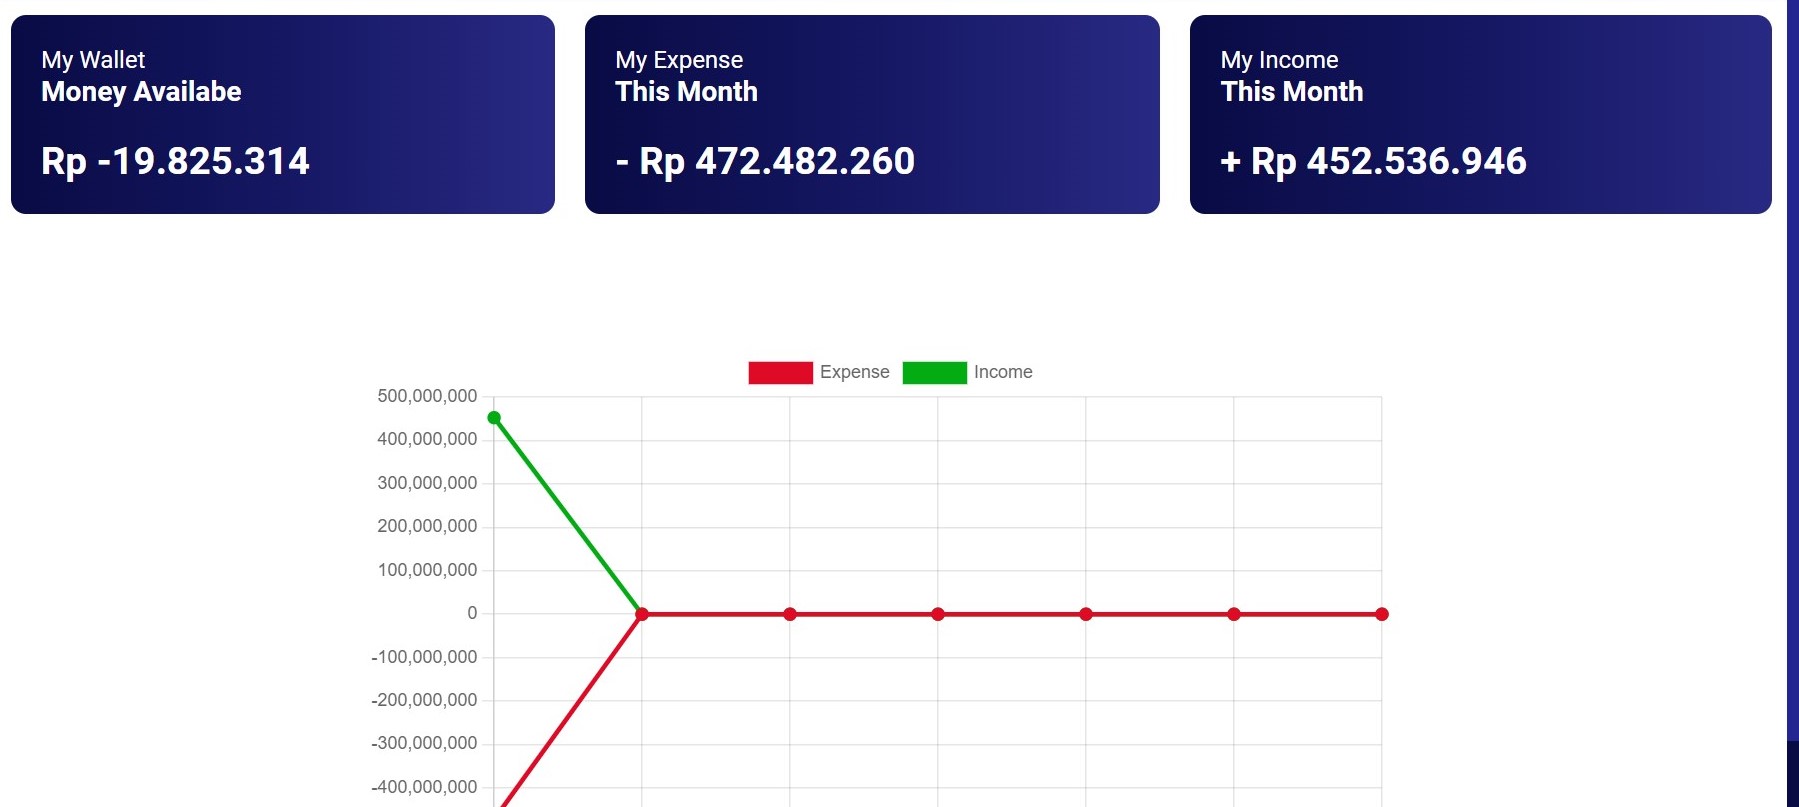 My Wallet
Money Availabe
Rp -19.825.314
My Expense
This Month
- Rp 472.482.260
My Income
This Month
+ Rp 452.536.946
Expense
Income
500,000,000
400,000,000
300,000,000
200,000,000
100,000,000
0
-100,000,000
-200,000,000
-300,000,000
-400,000,000